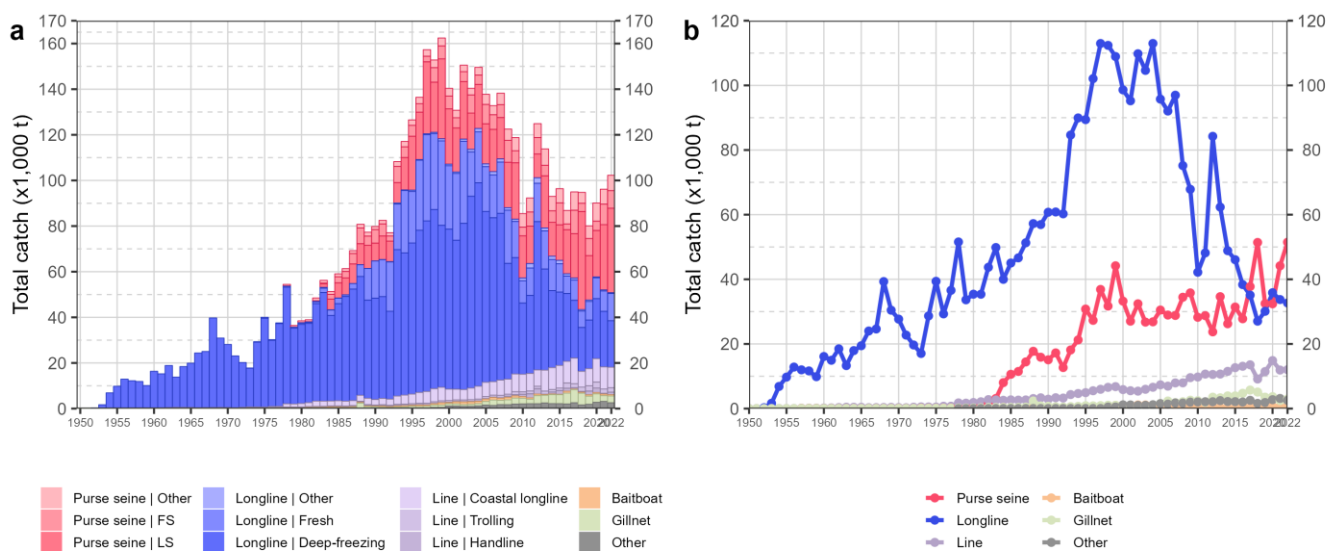 a
Total catch (x1,000 t)
170
160
140
120
100
80
60
40
20
0
170
160
140
120
100
80
60
40
20
0
1950 1955 1960 1965 1970 1975 1980 1985 1990 1995 2000 2005 2010 2015 2020 2022
Purse seine | Other
Purse seine | FS
Purse seine | LS
Longline | Other
Longline | Fresh
Longline | Deep-freezing
Line | Coastal longline
Line | Trolling
Line | Handline
Baitboat
Gillnet
Other
b
Total catch (x1,000 t)
120
100
80
60
40
20
0
120
100
80
60
40
20
0
1950 1955 1960 1965 1970 1975 1980 1985 1990 1995 2000 2005 2010 2015 2020 2022
Purse seine
Longline
Line
Baitboat
Gillnet
Other